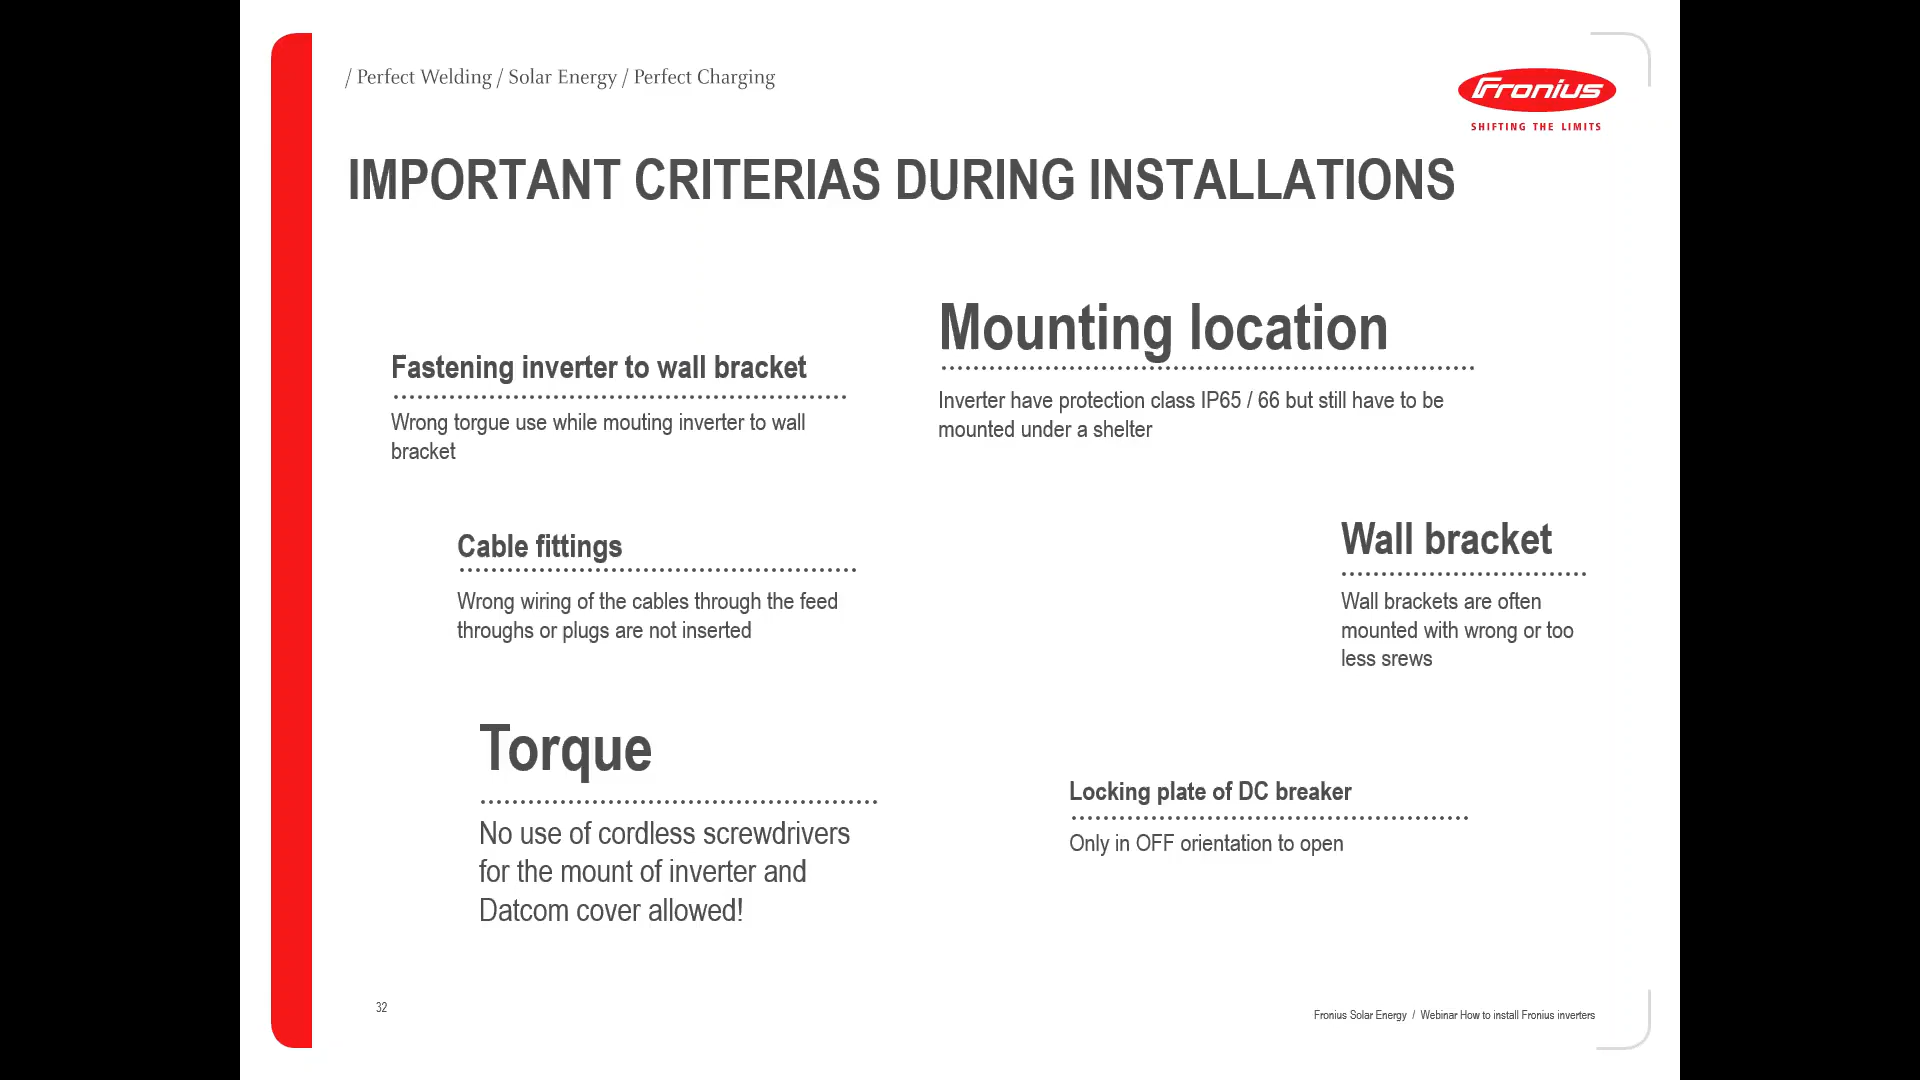 / Perfect Welding / Solar Energy / Perfect Charging
Fronius
SHIFTING THE LIMITS
IMPORTANT CRITERIAS DURING INSTALLATIONS
Mounting location
Inverter have protection class IP65 / 66 but still have to be
mounted under a shelter
Fastening inverter to wall bracket
Wrong torgue use while mouting inverter to wall
bracket
Cable fittings
Wrong wiring of the cables through the feed
throughs or plugs are not inserted
Wall bracket
Wall brackets are often
mounted with wrong or too
less srews
Torque
No use of cordless screwdrivers
for the mount of inverter and
Datcom cover allowed!
Locking plate of DC breaker
Only in OFF orientation to open
32
Fronius Solar Energy / Webinar How to install Fronius inverters